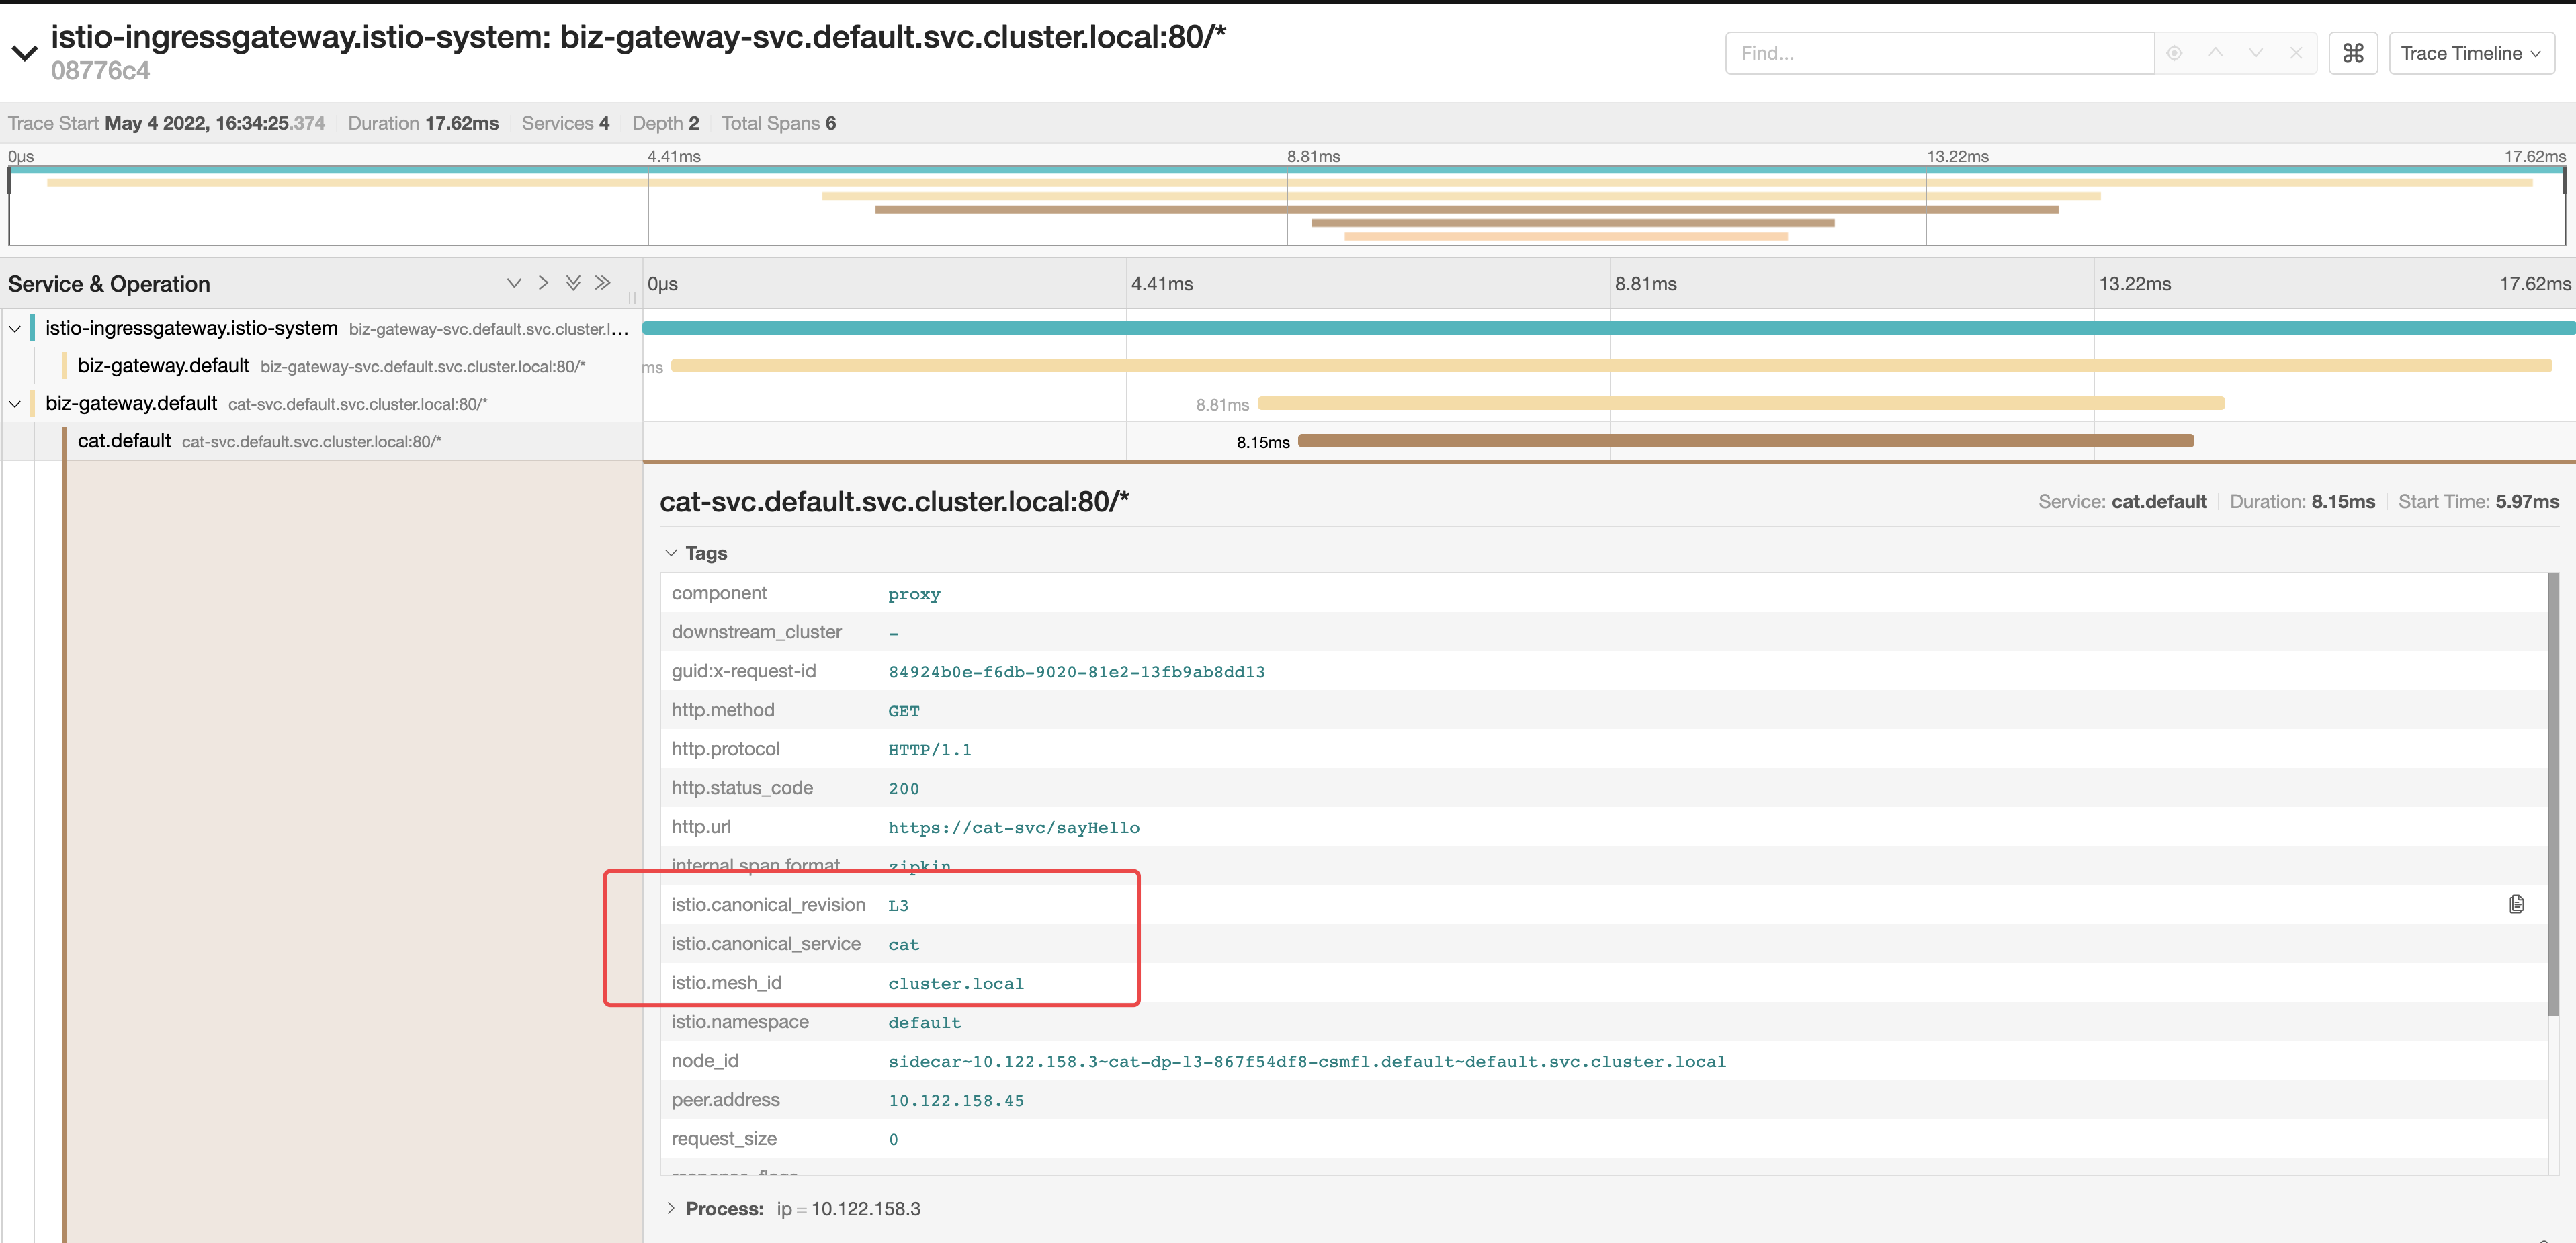 istio-ingressgateway.istio-system: biz-gateway-svc.default.svc.cluster.local:80/*
08776c4
Find...
Trace Timeline
Trace Start May 4 2022, 16:34:25.374 Duration 17.62ms Services 4 Depth 2 Total Spans 6
0μs 4.41ms 8.81ms 13.22ms 17.62ms
Service & Operation 0μs 4.41ms 8.81ms 13.22ms 17.62ms
istio-ingressgateway.istio-system biz-gateway-svc.default.svc.cluster.l...
biz-gateway.default biz-gateway-svc.default.svc.cluster.local:80/* ms
biz-gateway.default cat-svc.default.svc.cluster.local:80/* 8.81ms
cat.default cat-svc.default.svc.cluster.local:80/* 8.15ms
cat-svc.default.svc.cluster.local:80/* Service: cat.default Duration: 8.15ms Start Time: 5.97ms
Tags
component proxy
downstream_cluster -
guid:x-request-id 84924b0e-f6db-9020-81e2-13fb9ab8dd13
http.method GET
http.protocol HTTP/1.1
http.status_code 200
http.url https://cat-svc/sayHello
internal.span.format zipkin
istio.canonical_revision L3
istio.canonical_service cat
istio.mesh_id cluster.local
istio.namespace default
node_id sidecar~10.122.158.3~cat-dp-l3-867f54df8-csmfl.default~default.svc.cluster.local
peer.address 10.122.158.45
request_size 0
Process: ip = 10.122.158.3